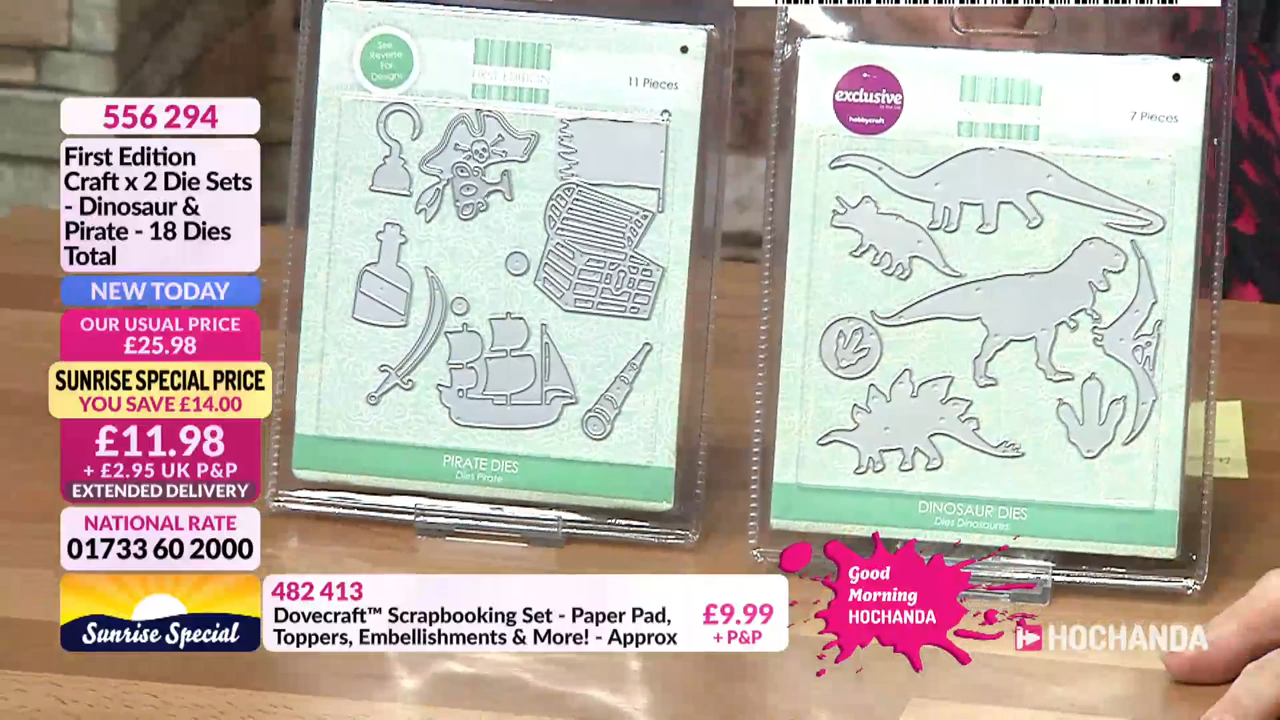 556 294
First Edition
Craft x 2 Die Sets
- Dinosaur &
Pirate - 18 Dies
Total
NEW TODAY
OUR USUAL PRICE
£25.98
SUNRISE SPECIAL PRICE
YOU SAVE £14.00
£11.98
+ £2.95 UK P&P
EXTENDED DELIVERY
NATIONAL RATE
01733 60 2000
Sunrise Special
482 413
Dovecraft™ Scrapbooking Set - Paper Pad,
Toppers, Embellishments & More! - Approx
£9.99
+ P&P
Good
Morning
HOCHANDA
HOCHANDA
See
Reverse
For
Designs
FIRST EDITION
11 Pieces
PIRATE DIES
Dies Pirate
exclusive
hobbycraft
7 Pieces
DINOSAUR DIES
Dies Dinosaures